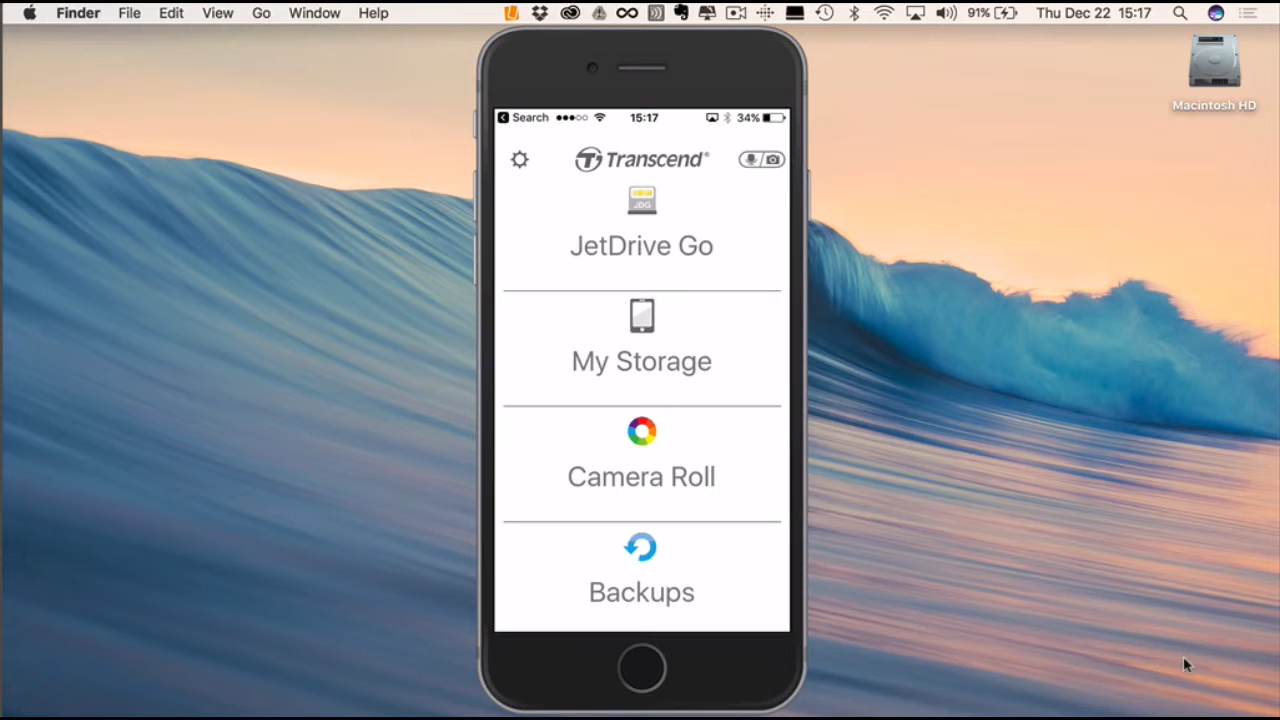 Finder File Edit View Go Window Help 91% Thu Dec 22 15:17
Macintosh HD
Search 15:17 34%
Transcend®
JDG
JetDrive Go
My Storage
Camera Roll
Backups